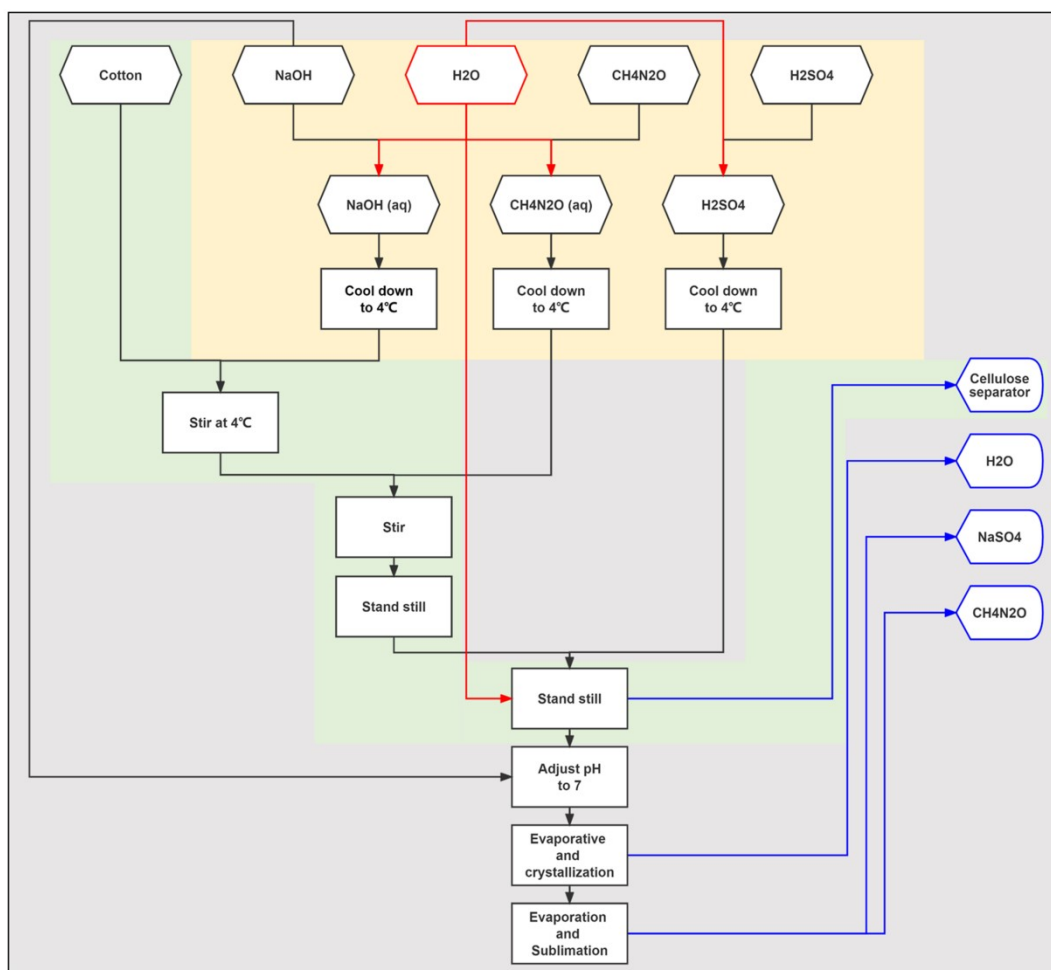 Cotton
NaOH
H2O
CH4N2O
H2SO4
NaOH (aq)
CH4N2O (aq)
H2SO4
Cool down
to 4℃
Cool down
to 4℃
Cool down
to 4℃
Cellulose
separator
Stir at 4℃
H2O
Stir
NaSO4
Stand still
CH4N2O
Stand still
Adjust pH
to 7
Evaporative
and
crystallization
Evaporation
and
Sublimation